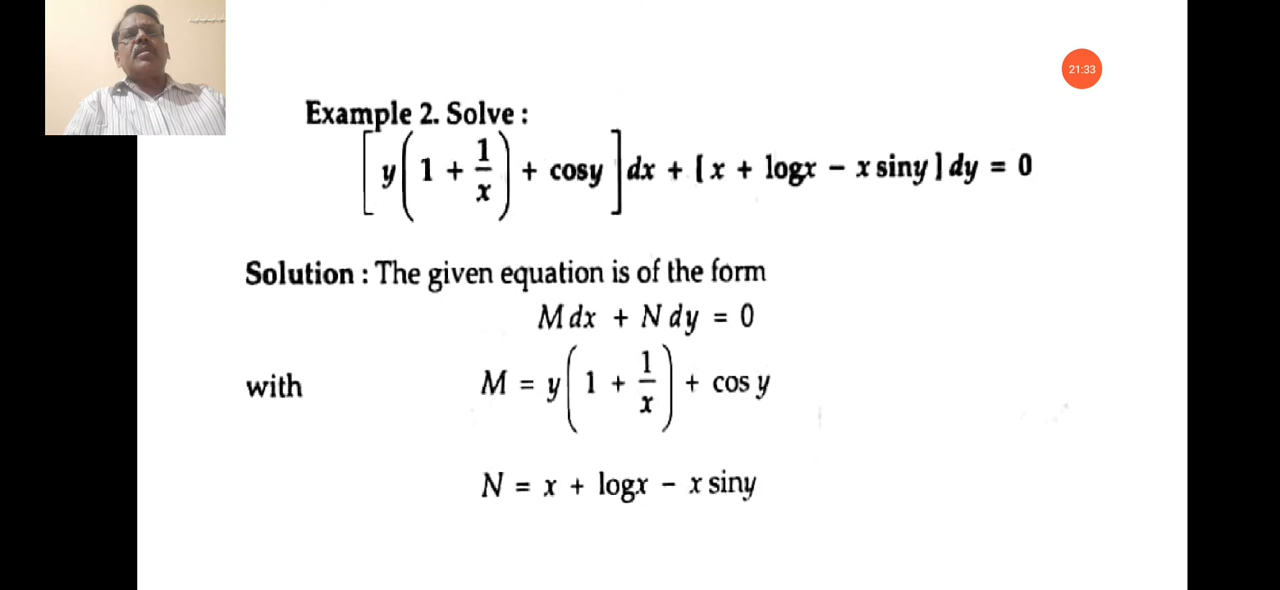 21:33
Example 2. Solve :
[ y ( 1 + 1/x ) + cosy ] dx + [ x + logx − x siny ] dy = 0
Solution : The given equation is of the form
M dx + N dy = 0
with M = y ( 1 + 1/x ) + cos y
N = x + logx − x siny